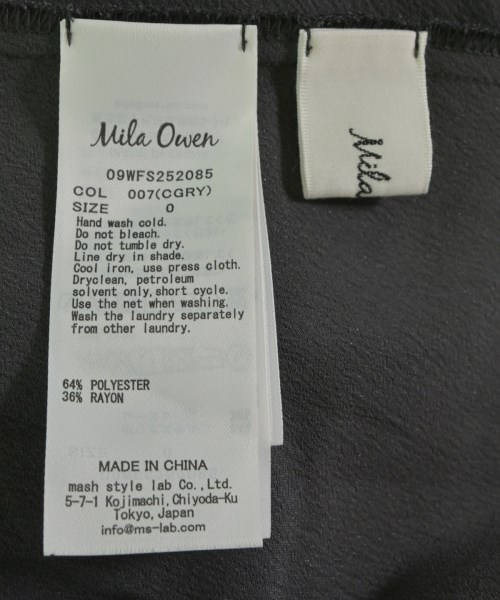 Mila Owen
09WFS252085
COL 007(CGRY)
SIZE 0
Hand wash cold.
Do not bleach.
Do not tumble dry.
Line dry in shade.
Cool iron, use press cloth.
Dryclean, petroleum
solvent only,short cycle.
Use the net when washing.
Wash the laundry separately
from other laundry.
64% POLYESTER
36% RAYON
MADE IN CHINA
mash style lab Co.,Ltd.
5-7-1 Kojimachi,Chiyoda-Ku
Tokyo,Japan
info@ms-lab.com
Mila